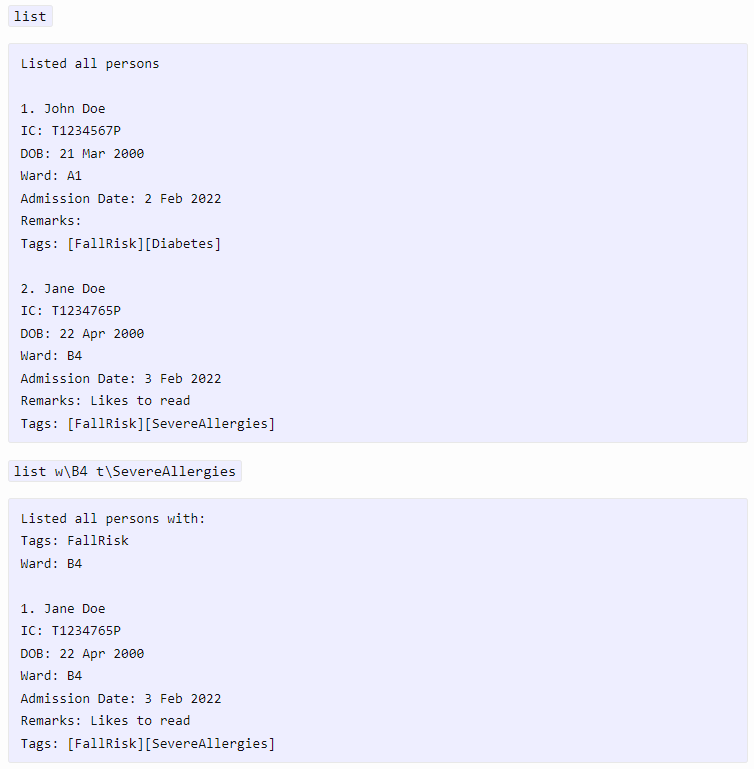 list
Listed all persons
1. John Doe
IC: T1234567P
DOB: 21 Mar 2000
Ward: A1
Admission Date: 2 Feb 2022
Remarks:
Tags: [FallRisk][Diabetes]
2. Jane Doe
IC: T1234765P
DOB: 22 Apr 2000
Ward: B4
Admission Date: 3 Feb 2022
Remarks: Likes to read
Tags: [FallRisk][SevereAllergies]
list w\B4 t\SevereAllergies
Listed all persons with:
Tags: FallRisk
Ward: B4
1. Jane Doe
IC: T1234765P
DOB: 22 Apr 2000
Ward: B4
Admission Date: 3 Feb 2022
Remarks: Likes to read
Tags: [FallRisk][SevereAllergies]